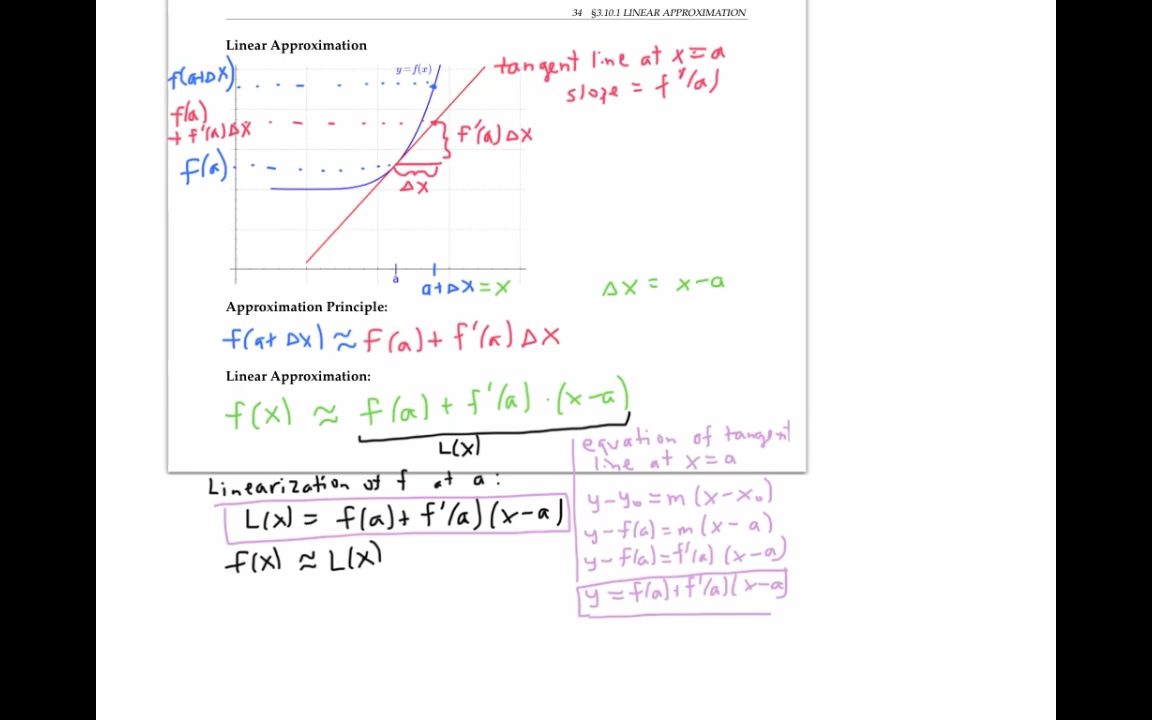 34 §3.10.1 LINEAR APPROXIMATION
Linear Approximation
y=f(x)
tangent line at x=a
slope = f'(a)
f(a+Δx)
f(a)
+ f'(a)Δx
f'(a)Δx
f(a)
Δx
a
a+Δx = x
Δx = x-a
Approximation Principle:
f(a+Δx) ≈ f(a) + f'(a)Δx
Linear Approximation:
f(x) ≈ f(a) + f'(a)·(x-a)
L(x)
Linearization of f at a:
L(x) = f(a) + f'(a)(x-a)
f(x) ≈ L(x)
equation of tangent
line at x=a
y-y₀=m(x-x₀)
y-f(a)=m(x-a)
y-f(a)=f'(a)(x-a)
y=f(a)+f'(a)(x-a)